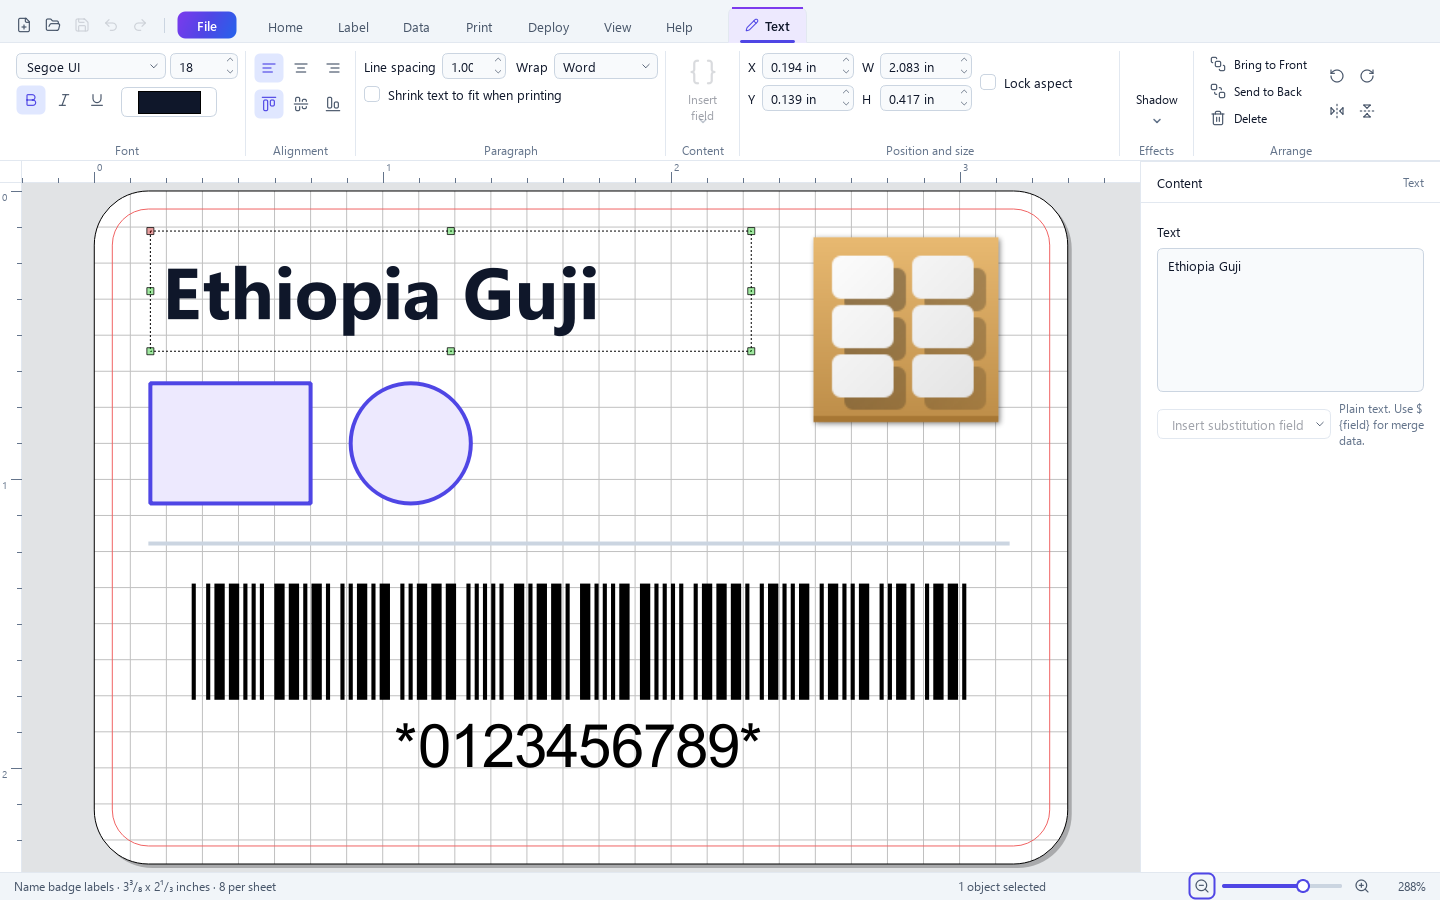 File
Home
Label
Data
Print
Deploy
View
Help
Text
Segoe UI
18
B
I
U
Font
Alignment
Line spacing
1.00
Wrap
Word
Shrink text to fit when printing
Paragraph
{ }
Insert
field
Content
X
0.194 in
W
2.083 in
Y
0.139 in
H
0.417 in
Lock aspect
Position and size
Shadow
Effects
Bring to Front
Send to Back
Delete
Arrange
0
1
2
3
0
1
2
Ethiopia Guji
*0123456789*
Content
Text
Text
Ethiopia Guji
Insert substitution field
Plain text. Use $
{field} for merge
data.
Name badge labels · 3³/₈ x 2¹/₃ inches · 8 per sheet
1 object selected
288%